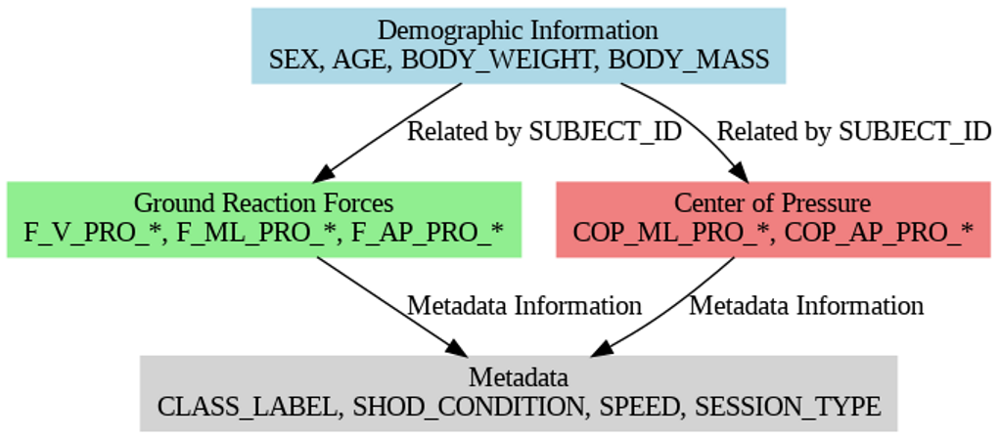 Demographic Information
SEX, AGE, BODY_WEIGHT, BODY_MASS
Related by SUBJECT_ID
Related by SUBJECT_ID
Ground Reaction Forces
F_V_PRO_*, F_ML_PRO_*, F_AP_PRO_*
Center of Pressure
COP_ML_PRO_*, COP_AP_PRO_*
Metadata Information
Metadata Information
Metadata
CLASS_LABEL, SHOD_CONDITION, SPEED, SESSION_TYPE